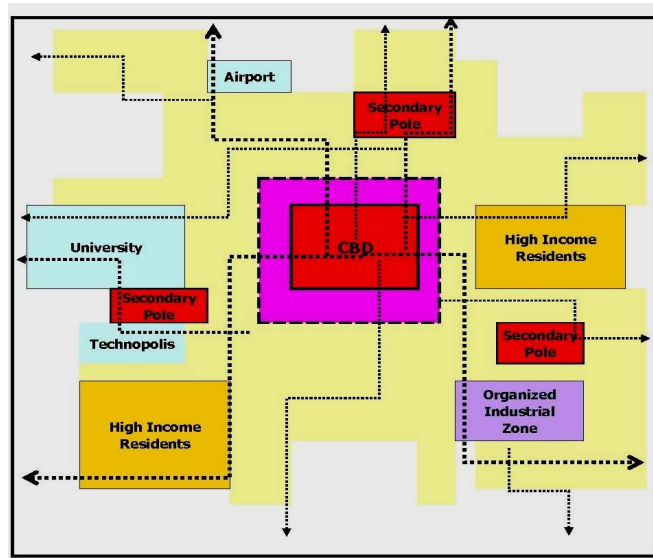 Airport
Secondary
Pole
University
CBD
High Income
Residents
Secondary
Pole
Technopolis
Secondary
Pole
High Income
Residents
Organized
Industrial
Zone